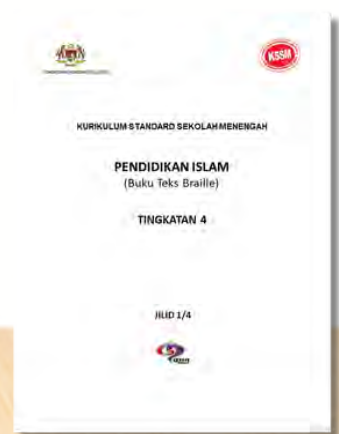 KSSM
KURIKULUM STANDARD SEKOLAH MENENGAH
PENDIDIKAN ISLAM
(Buku Teks Braille)
TINGKATAN 4
JILID 1/4